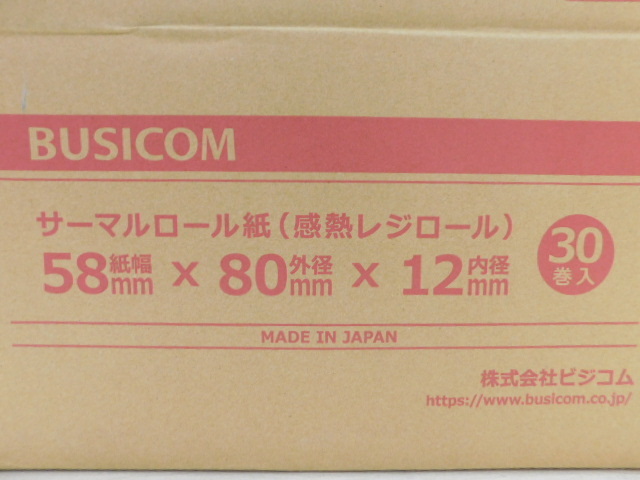 BUSICOM
サーマルロール紙(感熱レジロール)
58紙幅mm x 80外径mm x 12内径mm
30巻入
MADE IN JAPAN
株式会社ビジコム
https://www.busicom.co.jp/